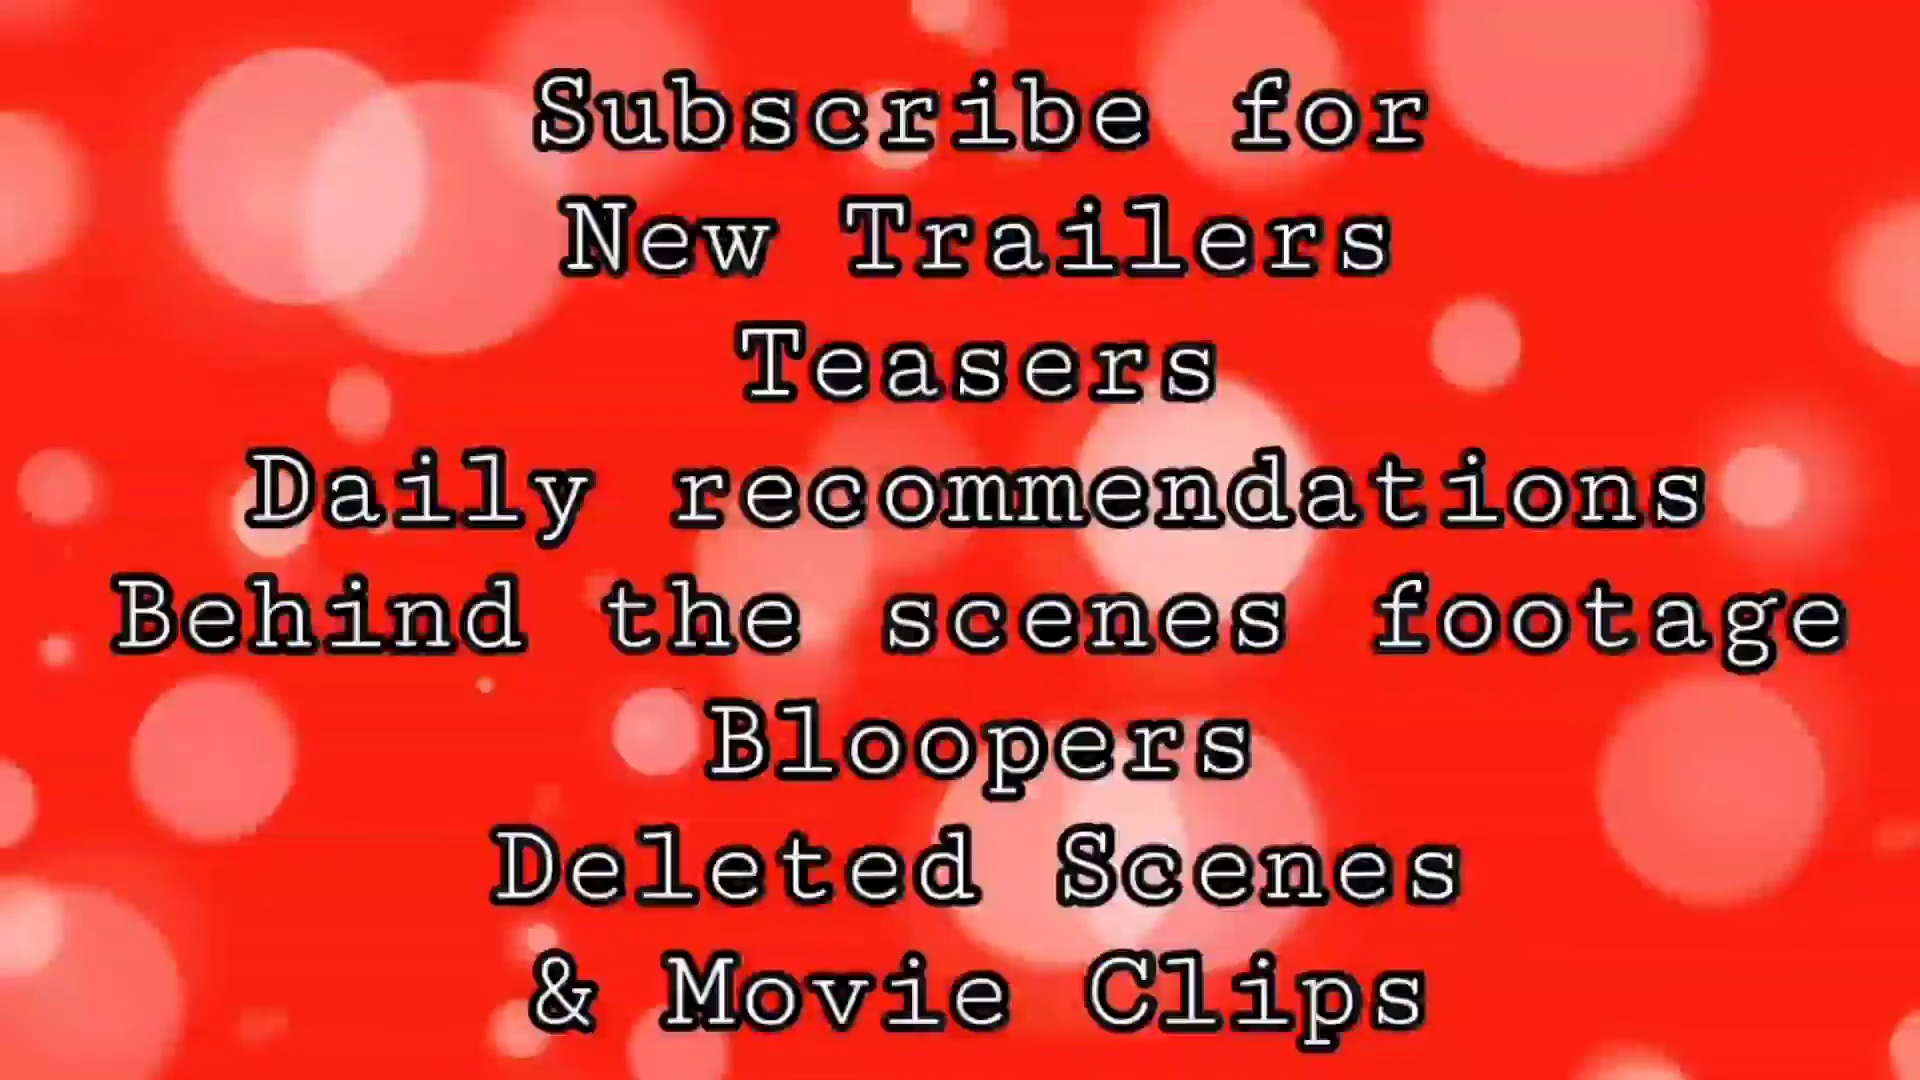 Subscribe for
New Trailers
Teasers
Daily recommendations
Behind the scenes footage
Bloopers
Deleted Scenes
& Movie Clips